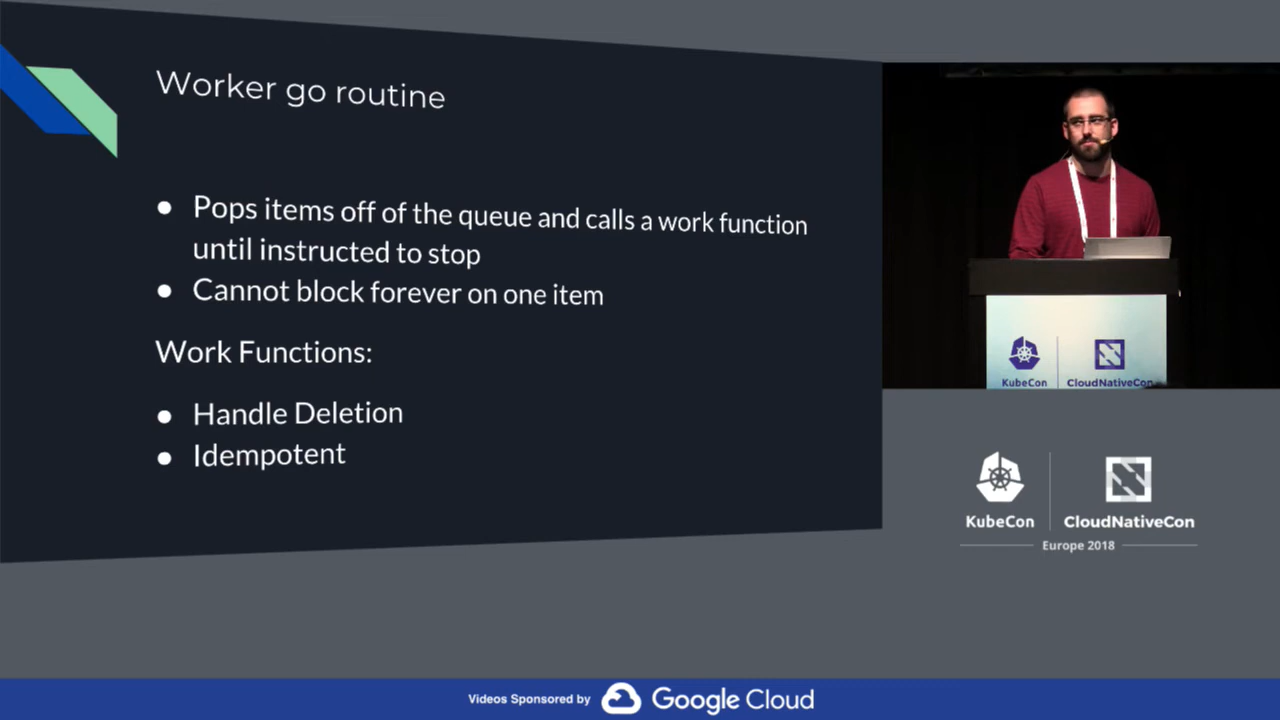 Worker go routine
● Pops items off of the queue and calls a work function
until instructed to stop
● Cannot block forever on one item
Work Functions:
● Handle Deletion
● Idempotent
KubeCon
CloudNativeCon
KubeCon
CloudNativeCon
Europe 2018
Videos Sponsored by Google Cloud